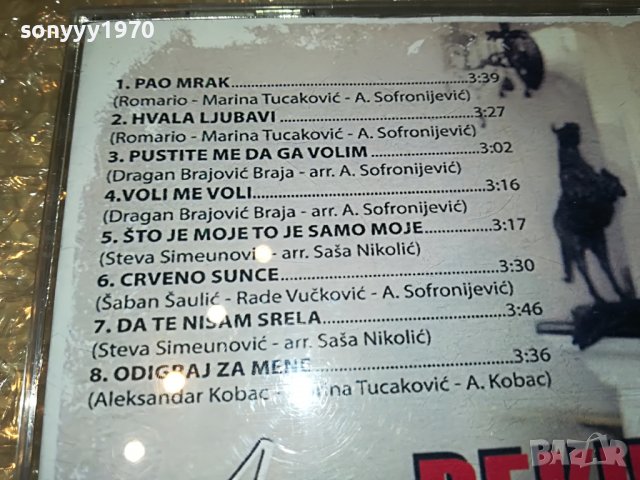 sonyyy1970
1. PAO MRAK..............................3:39
(Romario - Marina Tucaković - A. Sofronijević)
2. HVALA LJUBAVI..............................3:27
(Romario - Marina Tucaković - A. Sofronijević)
3. PUSTITE ME DA GA VOLIM..............................3:02
(Dragan Brajović Braja - arr. A. Sofronijević)
4.VOLI ME VOLI..............................3:16
(Dragan Brajović Braja - arr. A. Sofronijević)
5. ŠTO JE MOJE TO JE SAMO MOJE..............................3:17
(Steva Simeunović - arr. Saša Nikolić)
6. CRVENO SUNCE..............................3:30
(Šaban Šaulić - Rade Vučković - A. Sofronijević)
7. DA TE NISAM SRELA..............................3:46
(Steva Simeunović - arr. Saša Nikolić)
8. ODIGRAJ ZA MENE..............................3:36
(Aleksandar Kobac - Tucaković - A. Kobac)
BAZAR